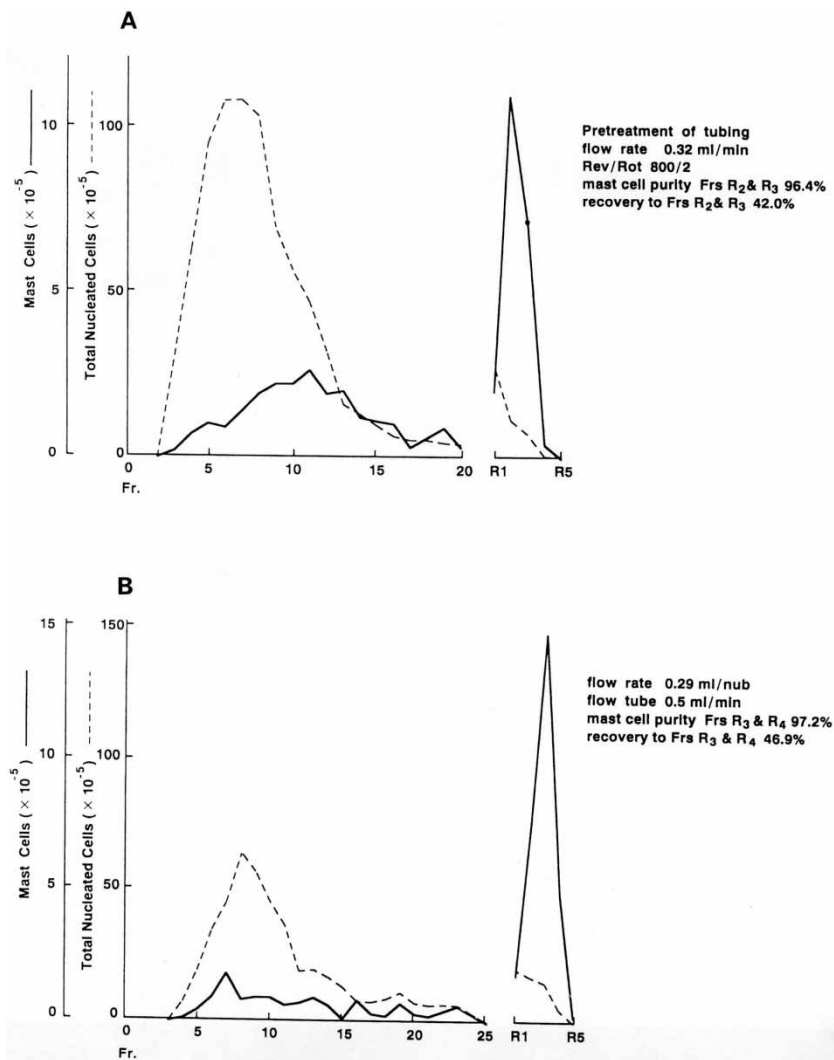 A
Mast Cells (× 10⁻⁵)
Total Nucleated Cells (× 10⁻⁵)
10
5
0
100
50
0
0 5 10 15 20
Fr.
R1 R5
Pretreatment of tubing
flow rate 0.32 ml/min
Rev/Rot 800/2
mast cell purity Frs R₂& R₃ 96.4%
recovery to Frs R₂& R₃ 42.0%
B
Mast Cells (× 10⁻⁵)
Total Nucleated Cells (× 10⁻⁵)
15
10
5
0
150
100
50
0
0 5 10 15 20 25
Fr.
R1 R5
flow rate 0.29 ml/nub
flow tube 0.5 ml/min
mast cell purity Frs R₃ & R₄ 97.2%
recovery to Frs R₃ & R₄ 46.9%